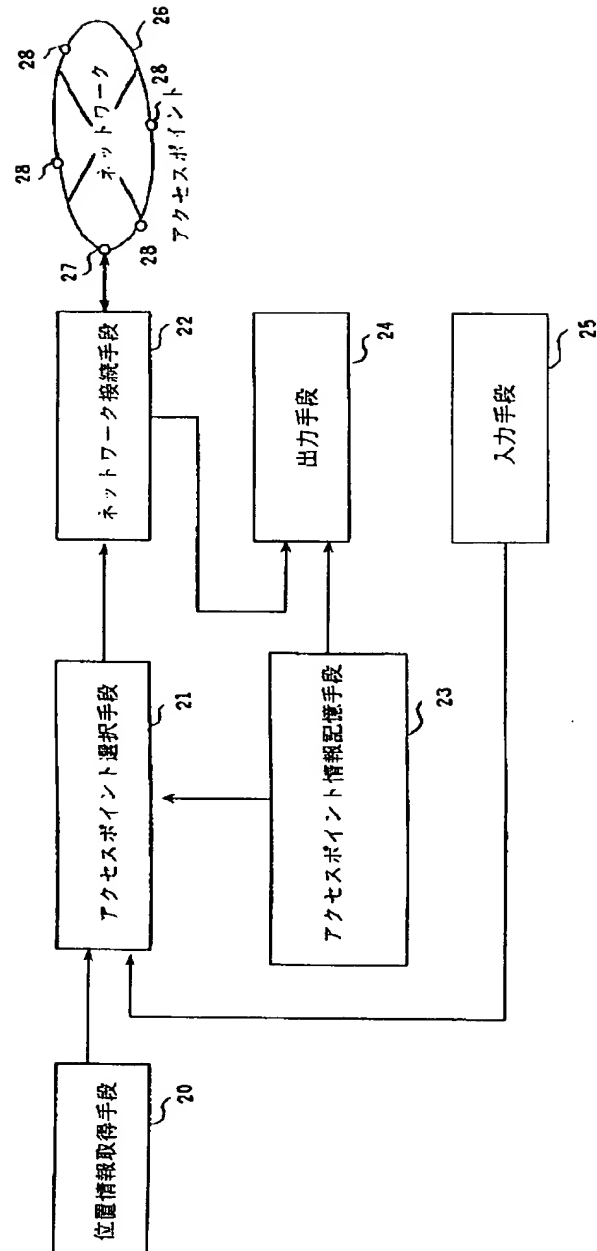 位置情報取得手段
20
アクセスポイント選択手段
21
ネットワーク接続手段
22
アクセスポイント情報記憶手段
23
出力手段
24
入力手段
25
ネットワーク
26
27
28
28
28
28
アクセスポイント